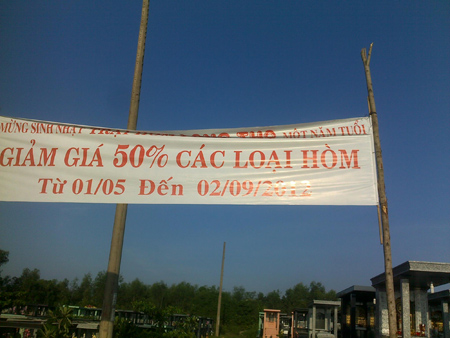 MỪNG SINH NHẬT THỌ MỘT NĂM TUỔI
GIẢM GIÁ 50% CÁC LOẠI HÒM
Từ 01/05 Đến 02/09/2012